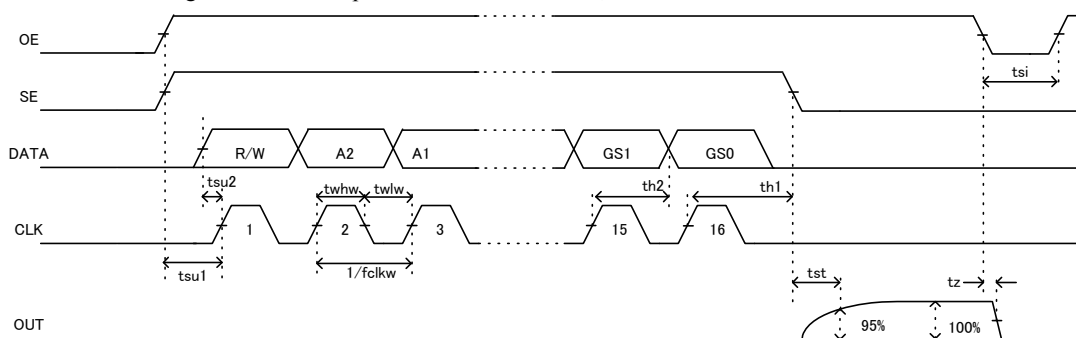 OE
tsi
SE
DATA
R/W
A2
A1
GS1
GS0
tsu2
twhw
twlw
th2
th1
CLK
1
2
3
15
16
tsu1
1/fclkw
tst
tz
OUT
95%
100%